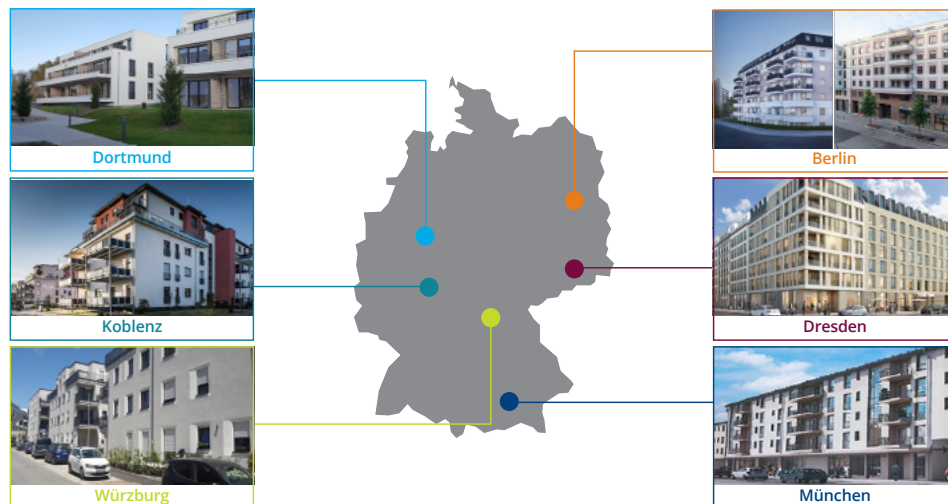 Dortmund
Berlin
Koblenz
Dresden
Würzburg
München